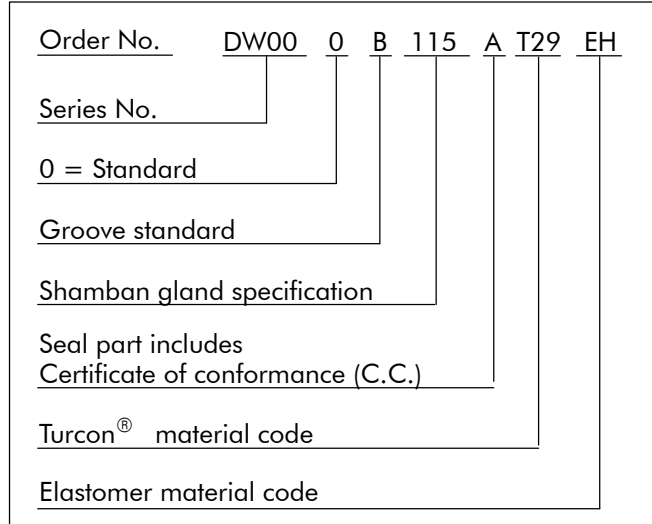 Order No. DW00 0 B 115 A T29 EH
Series No.
0 = Standard
Groove standard
Shamban gland specification
Seal part includes
Certificate of conformance (C.C.)
Turcon® material code
Elastomer material code